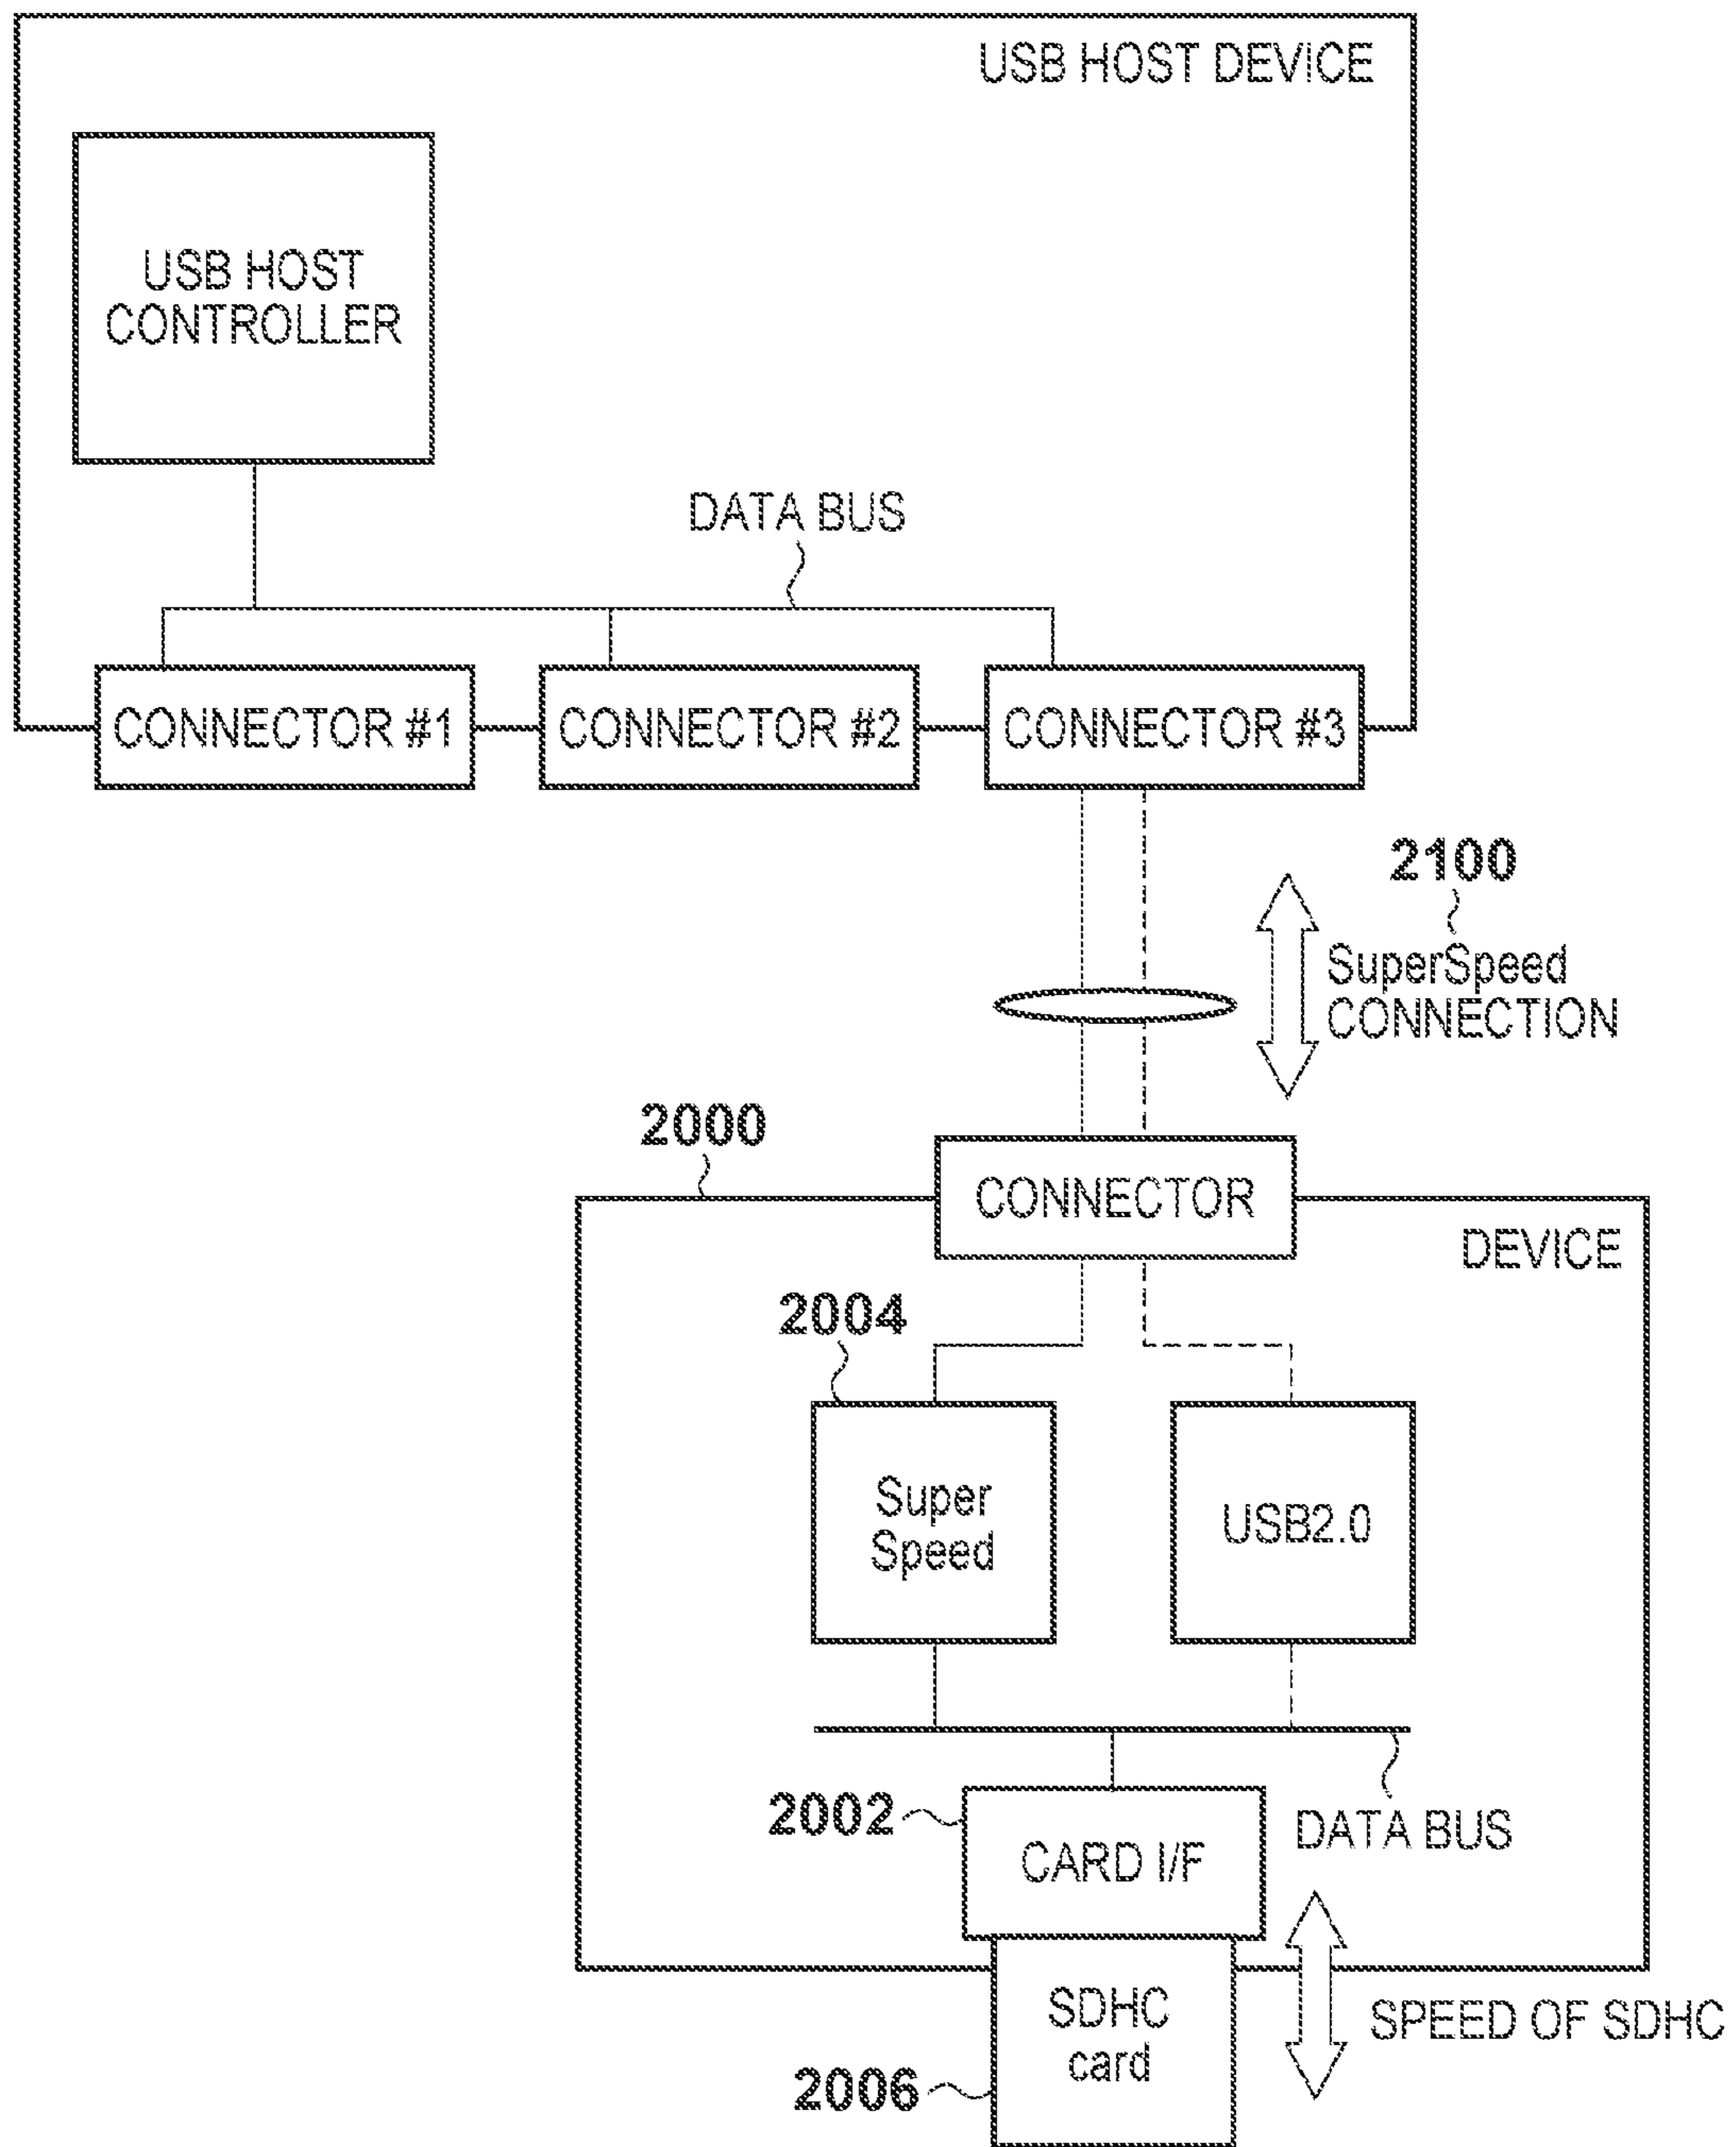 USB HOST DEVICE
USB HOST
CONTROLLER
DATA BUS
CONNECTOR #1
CONNECTOR #2
CONNECTOR #3
2100
SuperSpeed
CONNECTION
2000
CONNECTOR
DEVICE
2004
Super
Speed
USB2.0
2002
CARD I/F
DATA BUS
SDHC
card
SPEED OF SDHC
2006